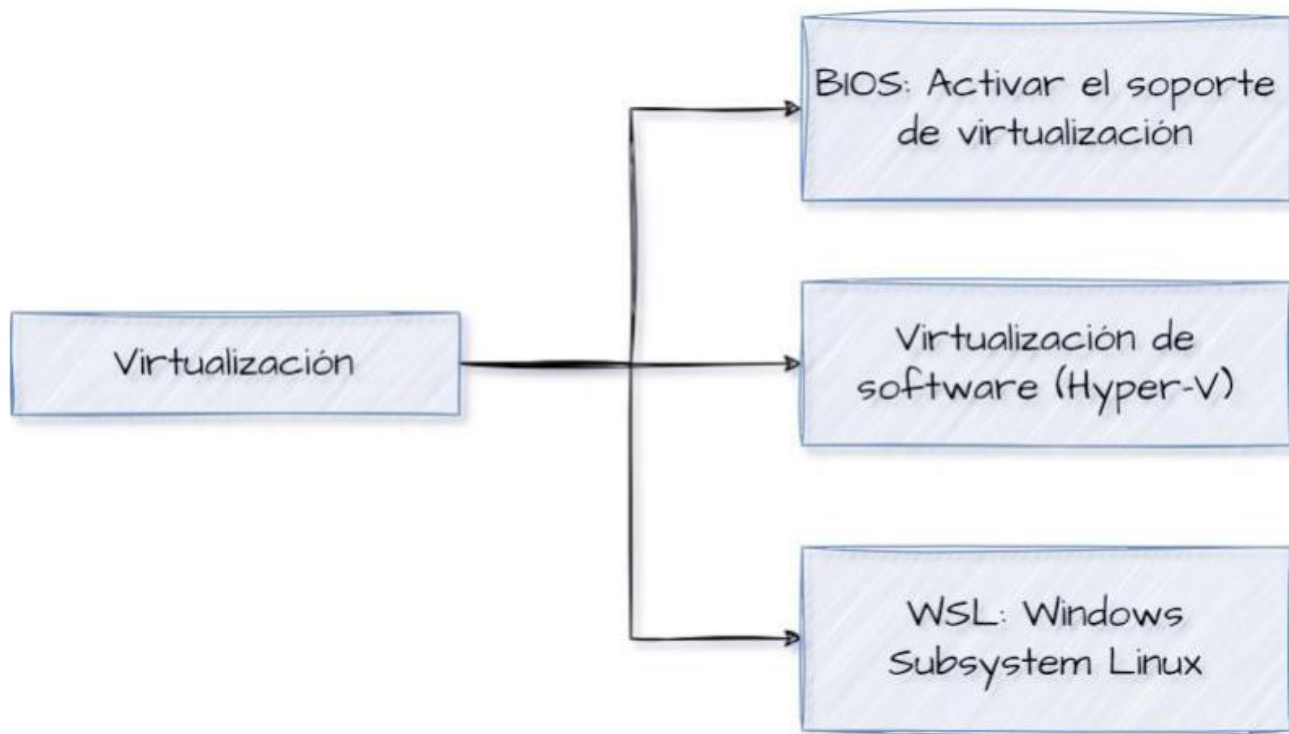 BIOS: Activar el soporte
de virtualización
Virtualización
Virtualización de
software (Hyper-V)
WSL: Windows
Subsystem Linux